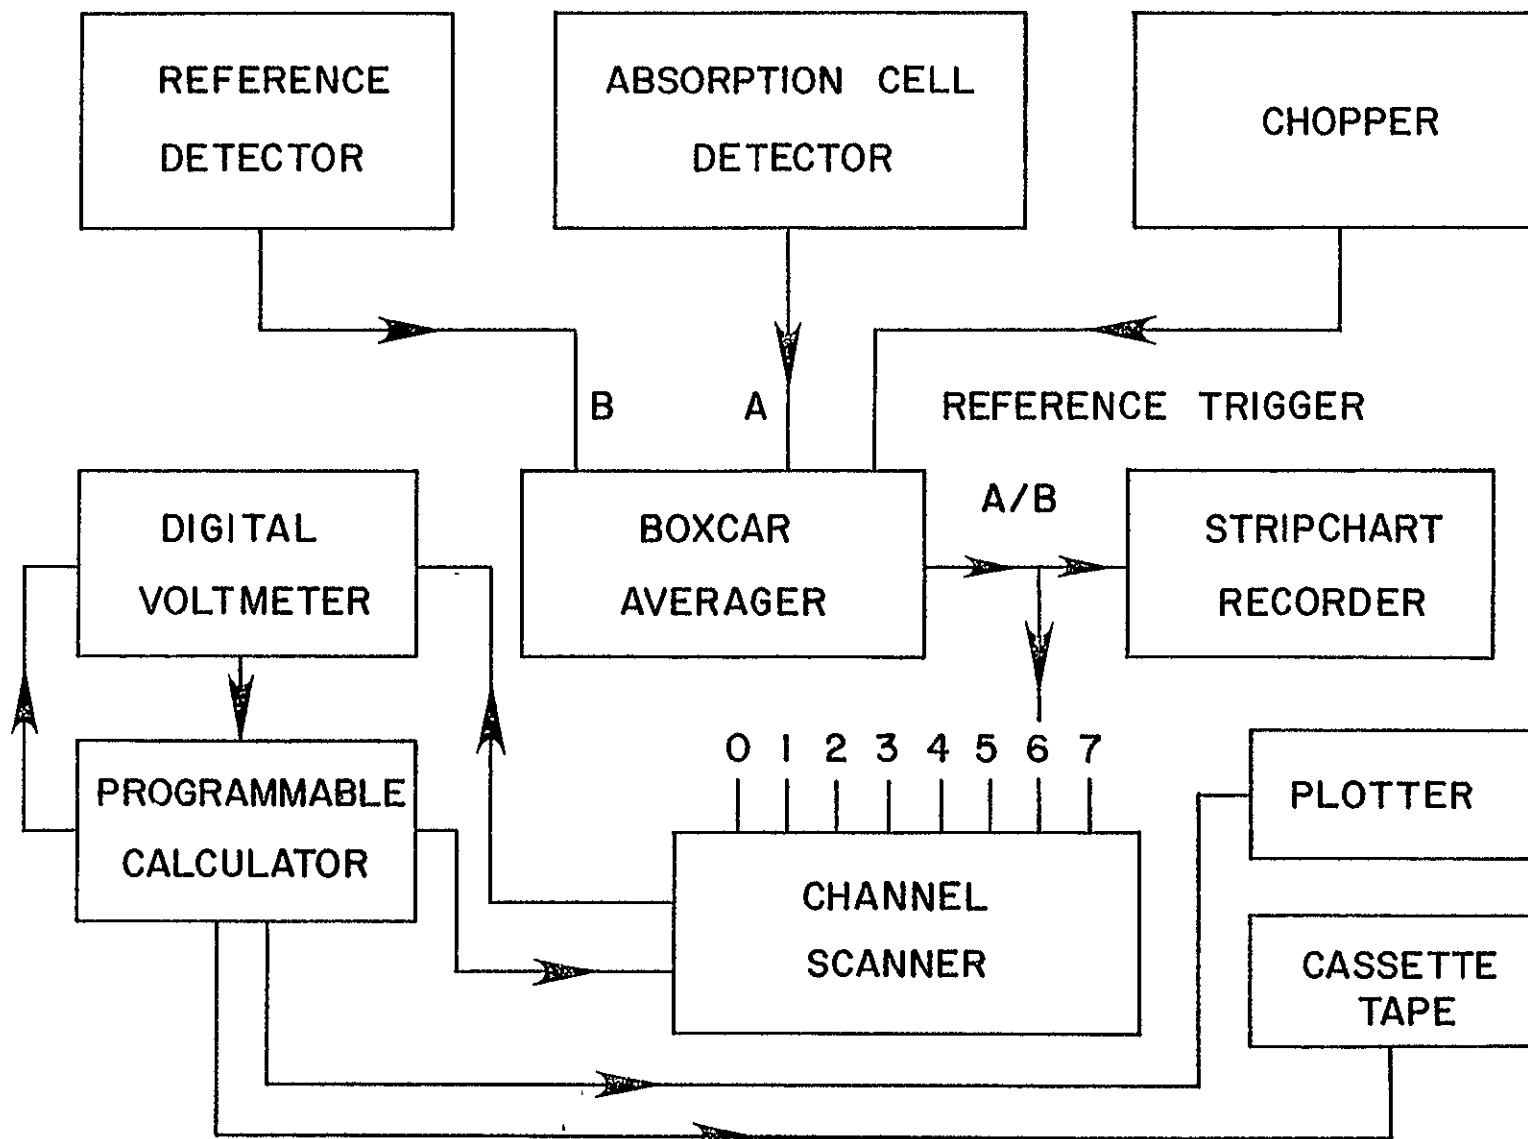 REFERENCE
DETECTOR
ABSORPTION CELL
DETECTOR
CHOPPER
B
A
REFERENCE TRIGGER
DIGITAL
VOLTMETER
BOXCAR
AVERAGER
A/B
STRIPCHART
RECORDER
PROGRAMMABLE
CALCULATOR
0 1 2 3 4 5 6 7
CHANNEL
SCANNER
PLOTTER
CASSETTE
TAPE